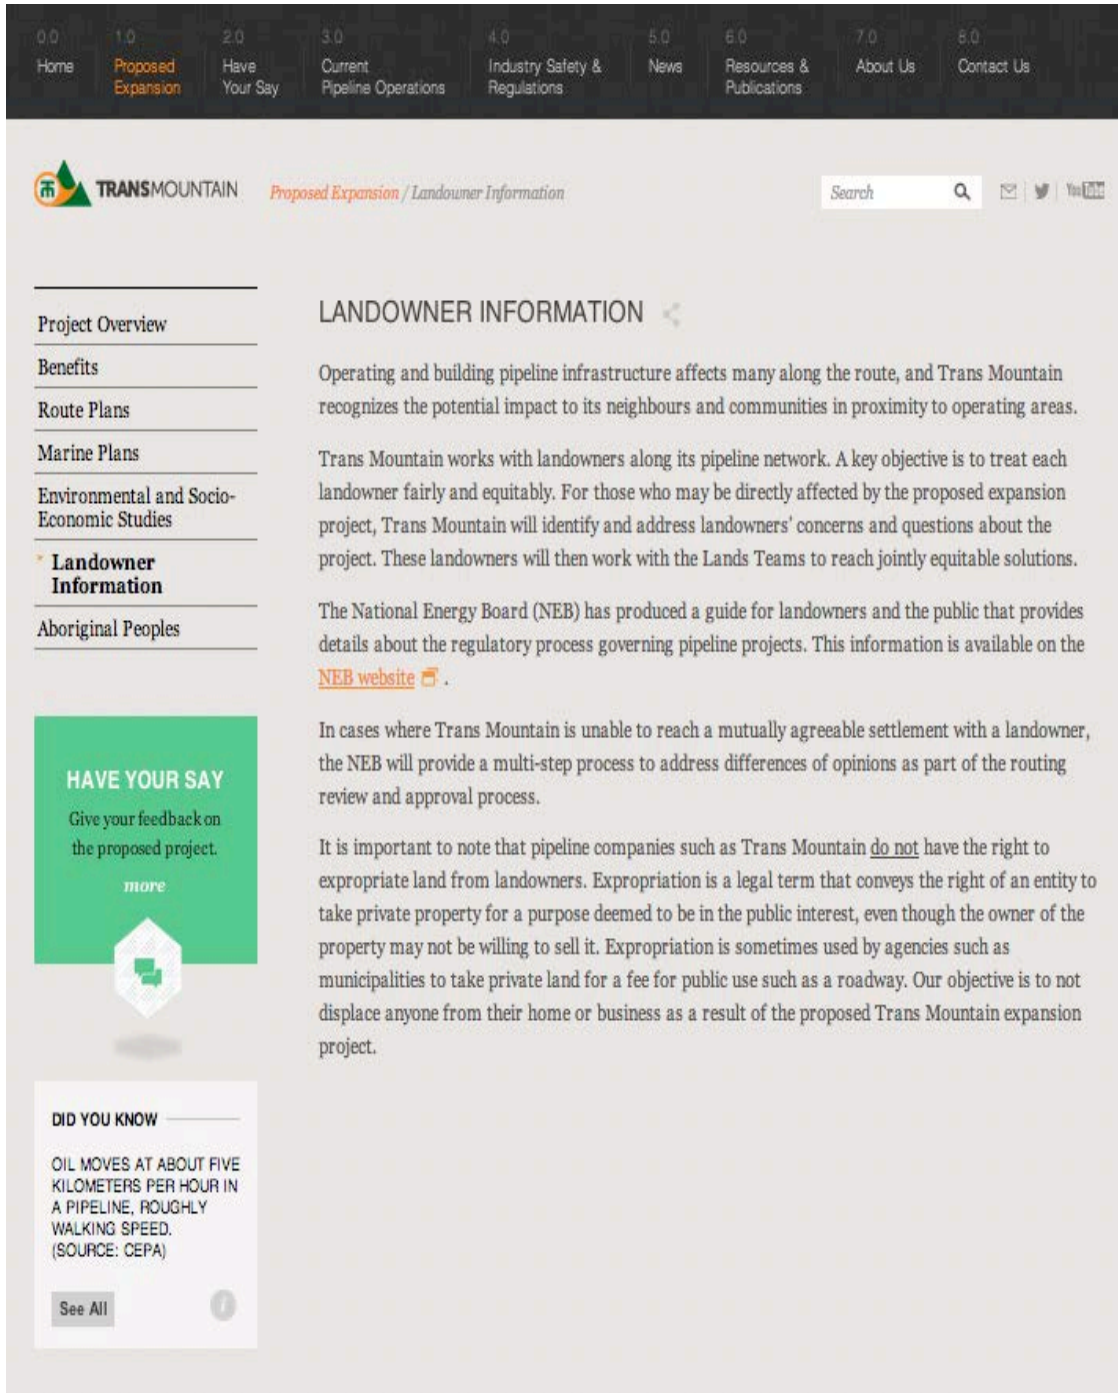 0.0
Home
1.0
Proposed
Expansion
2.0
Have
Your Say
3.0
Current
Pipeline Operations
4.0
Industry Safety &
Regulations
5.0
News
6.0
Resources &
Publications
7.0
About Us
8.0
Contact Us
TRANSMOUNTAIN
Proposed Expansion / Landowner Information
Search
You Tube
Project Overview
Benefits
Route Plans
Marine Plans
Environmental and Socio-
Economic Studies
Landowner
Information
Aboriginal Peoples
HAVE YOUR SAY
Give your feedback on
the proposed project.
more
DID YOU KNOW
OIL MOVES AT ABOUT FIVE
KILOMETERS PER HOUR IN
A PIPELINE, ROUGHLY
WALKING SPEED.
(SOURCE: CEPA)
See All
i
LANDOWNER INFORMATION
Operating and building pipeline infrastructure affects many along the route, and Trans Mountain
recognizes the potential impact to its neighbours and communities in proximity to operating areas.
Trans Mountain works with landowners along its pipeline network. A key objective is to treat each
landowner fairly and equitably. For those who may be directly affected by the proposed expansion
project, Trans Mountain will identify and address landowners' concerns and questions about the
project. These landowners will then work with the Lands Teams to reach jointly equitable solutions.
The National Energy Board (NEB) has produced a guide for landowners and the public that provides
details about the regulatory process governing pipeline projects. This information is available on the
NEB website .
In cases where Trans Mountain is unable to reach a mutually agreeable settlement with a landowner,
the NEB will provide a multi-step process to address differences of opinions as part of the routing
review and approval process.
It is important to note that pipeline companies such as Trans Mountain do not have the right to
expropriate land from landowners. Expropriation is a legal term that conveys the right of an entity to
take private property for a purpose deemed to be in the public interest, even though the owner of the
property may not be willing to sell it. Expropriation is sometimes used by agencies such as
municipalities to take private land for a fee for public use such as a roadway. Our objective is to not
displace anyone from their home or business as a result of the proposed Trans Mountain expansion
project.